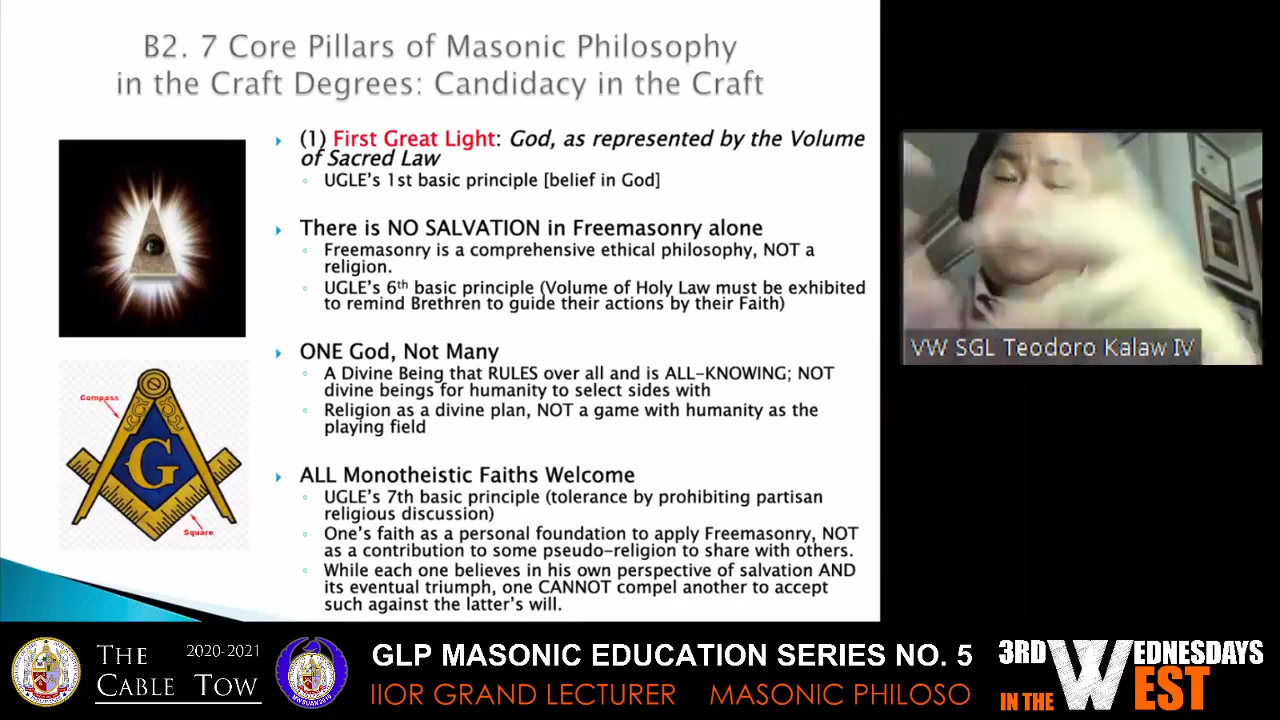 B2. 7 Core Pillars of Masonic Philosophy
in the Craft Degrees: Candidacy in the Craft
(1) First Great Light: God, as represented by the Volume
of Sacred Law
UGLE's 1st basic principle [belief in God]
There is NO SALVATION in Freemasonry alone
Freemasonry is a comprehensive ethical philosophy, NOT a
religion.
UGLE's 6th basic principle (Volume of Holy Law must be exhibited
to remind Brethren to guide their actions by their Faith)
ONE God, Not Many
A Divine Being that RULES over all and is ALL-KNOWING; NOT
divine beings for humanity to select sides with
Religion as a divine plan, NOT a game with humanity as the
playing field
ALL Monotheistic Faiths Welcome
UGLE's 7th basic principle (tolerance by prohibiting partisan
religious discussion)
One's faith as a personal foundation to apply Freemasonry, NOT
as a contribution to some pseudo-religion to share with others.
While each one believes in his own perspective of salvation AND
its eventual triumph, one CANNOT compel another to accept
such against the latter's will.
Compass
G
Square
VW SGL Teodoro Kalaw IV
THE 2020-2021
CABLE TOW
GLP MASONIC EDUCATION SERIES NO. 5
IIOR GRAND LECTURER MASONIC PHILOSO
3RD WEDNESDAYS
IN THE WEST